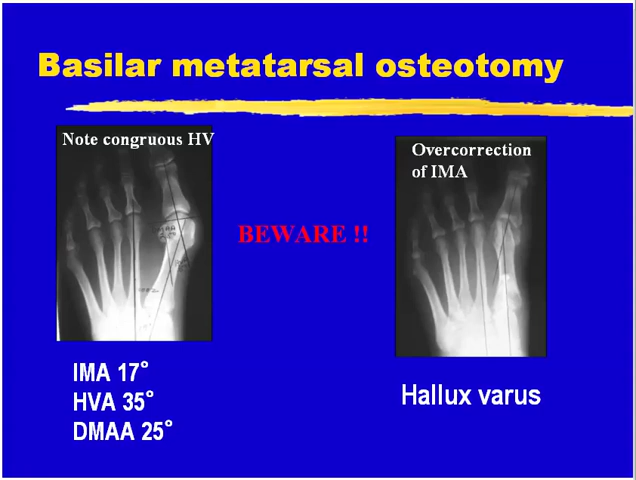 Basilar metatarsal osteotomy
Note congruous HV
Overcorrection
of IMA
BEWARE !!
IMA 17°
HVA 35°
DMAA 25°
Hallux varus